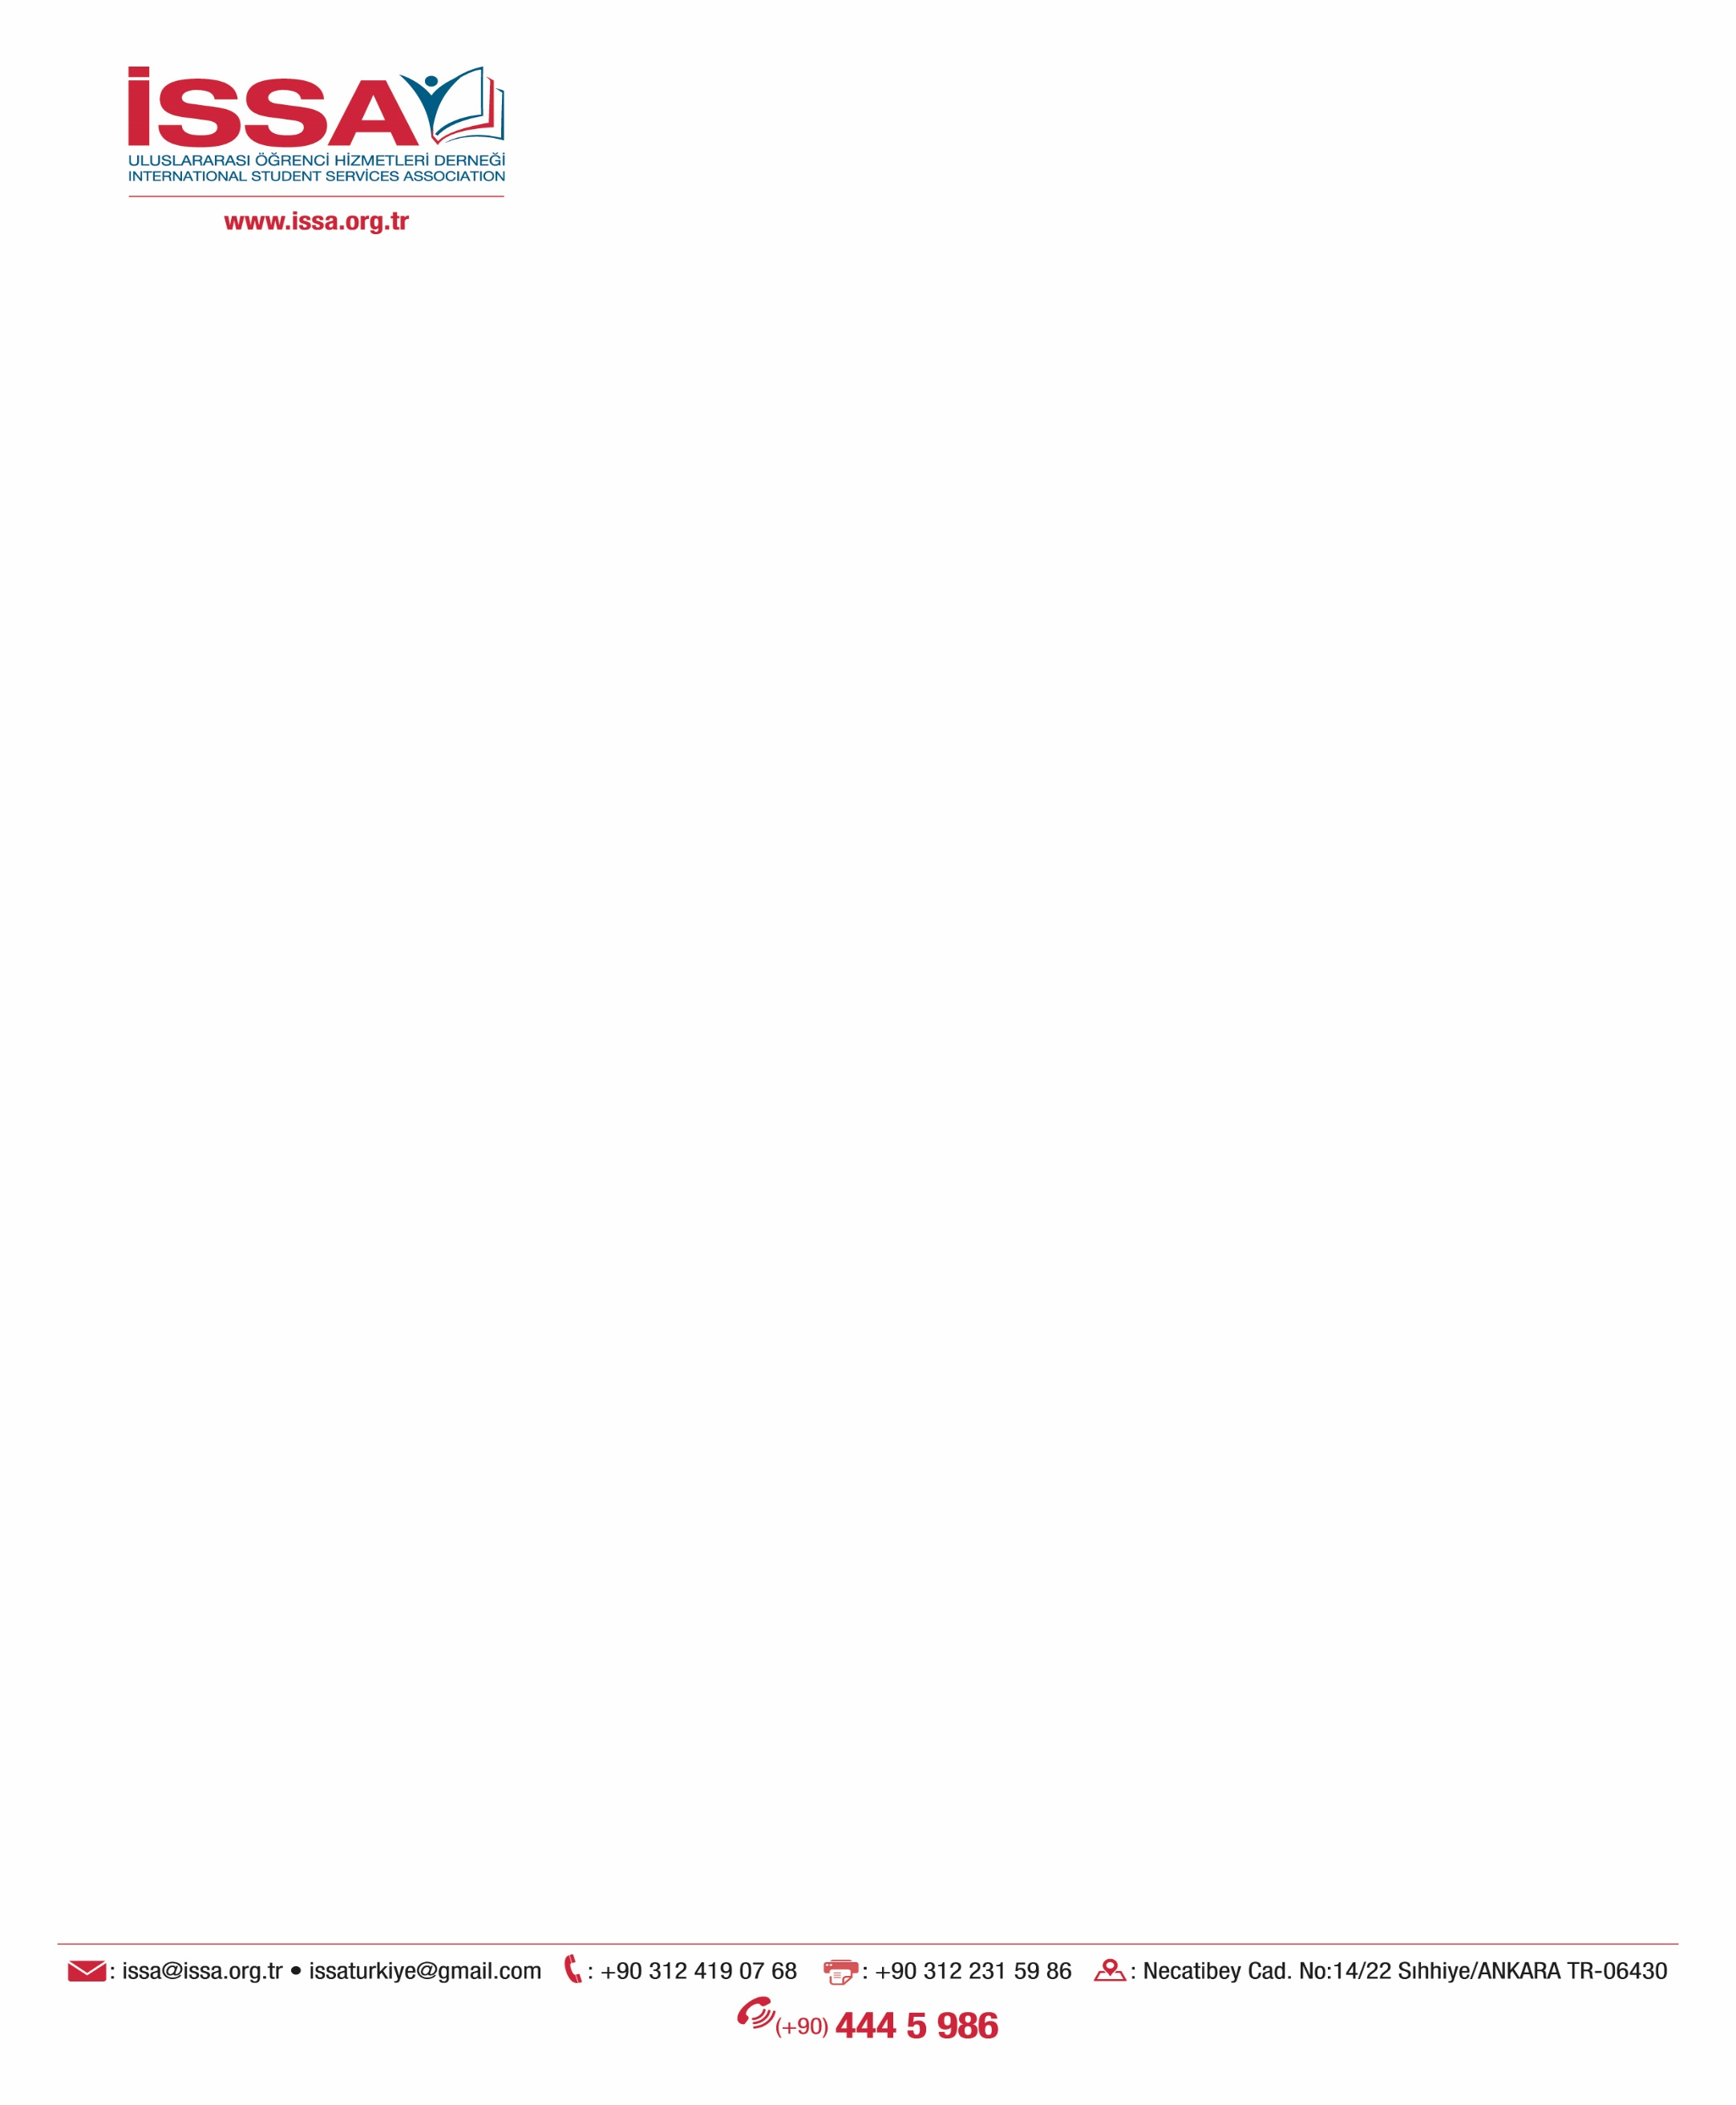 İSSA
ULUSLARARASI ÖĞRENCİ HİZMETLERİ DERNEĞİ
INTERNATIONAL STUDENT SERVİCES ASSOCIATION
www.issa.org.tr
: issa@issa.org.tr • issaturkiye@gmail.com : +90 312 419 07 68 : +90 312 231 59 86 : Necatibey Cad. No:14/22 Sıhhiye/ANKARA TR-06430
(+90) 444 5 986